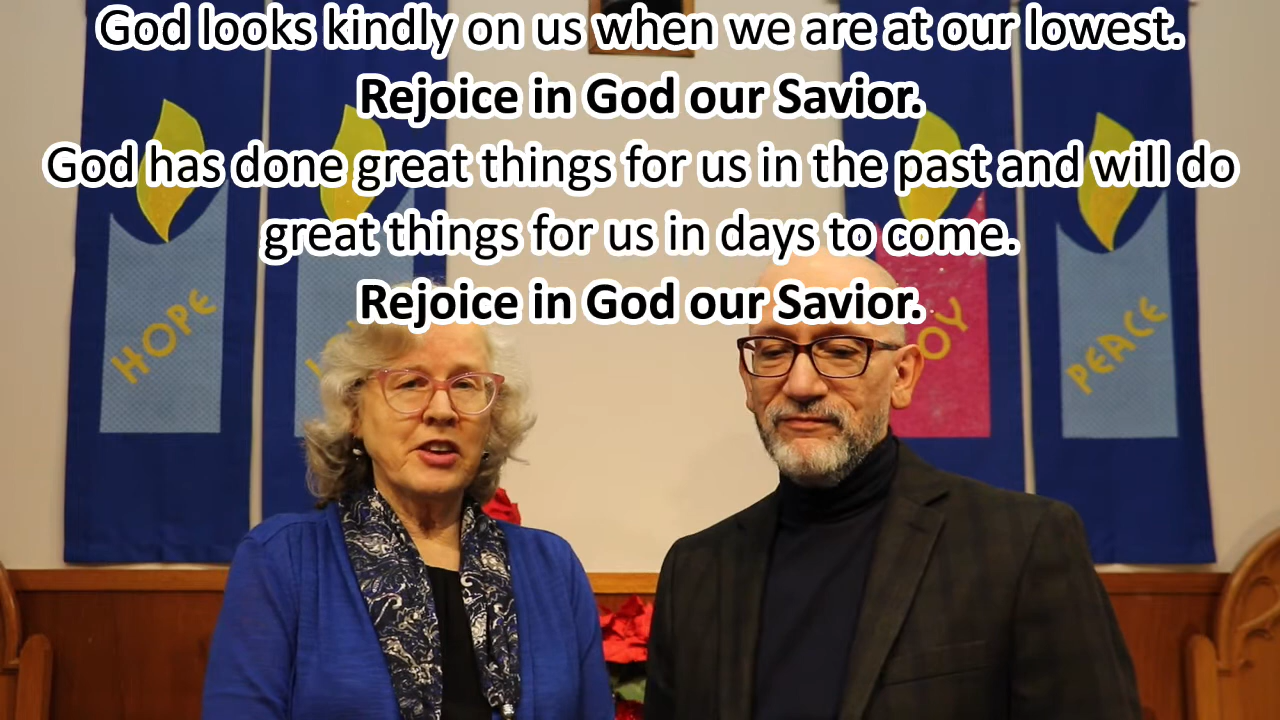 God looks kindly on us when we are at our lowest.
Rejoice in God our Savior.
God has done great things for us in the past and will do
great things for us in days to come.
Rejoice in God our Savior.
HOPE
PEACE